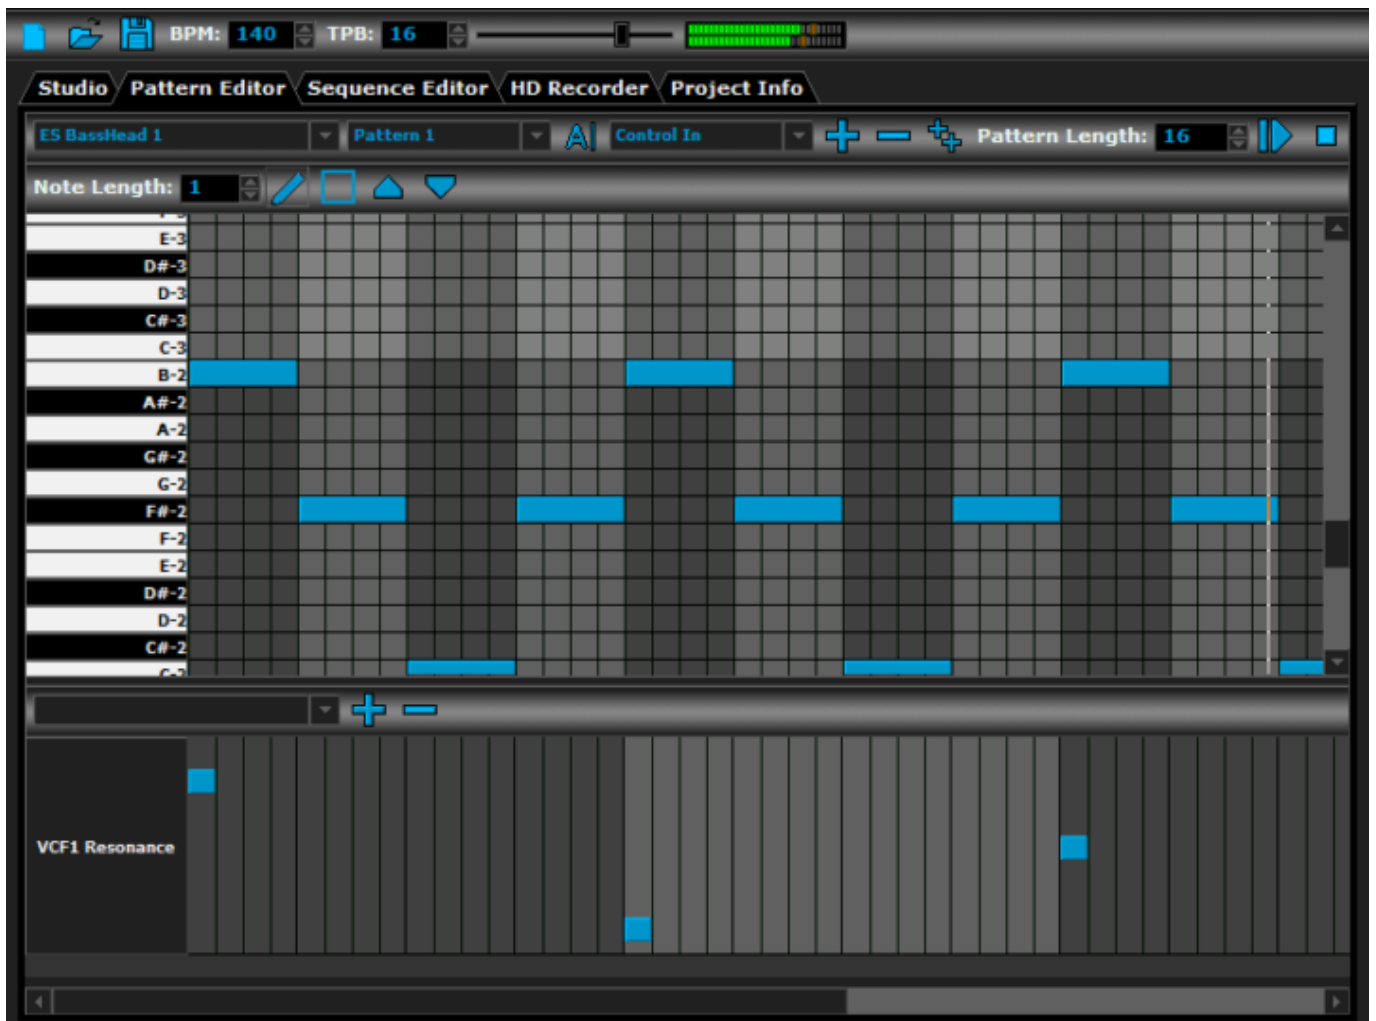 BPM: 140 TPB: 16
Studio Pattern Editor Sequence Editor HD Recorder Project Info
ES BassHead 1 Pattern 1 A Control In Pattern Length: 16
Note Length: 1
E-3
D#-3
D-3
C#-3
C-3
B-2
A#-2
A-2
G#-2
G-2
F#-2
F-2
E-2
D#-2
D-2
C#-2
C-2
VCF1 Resonance